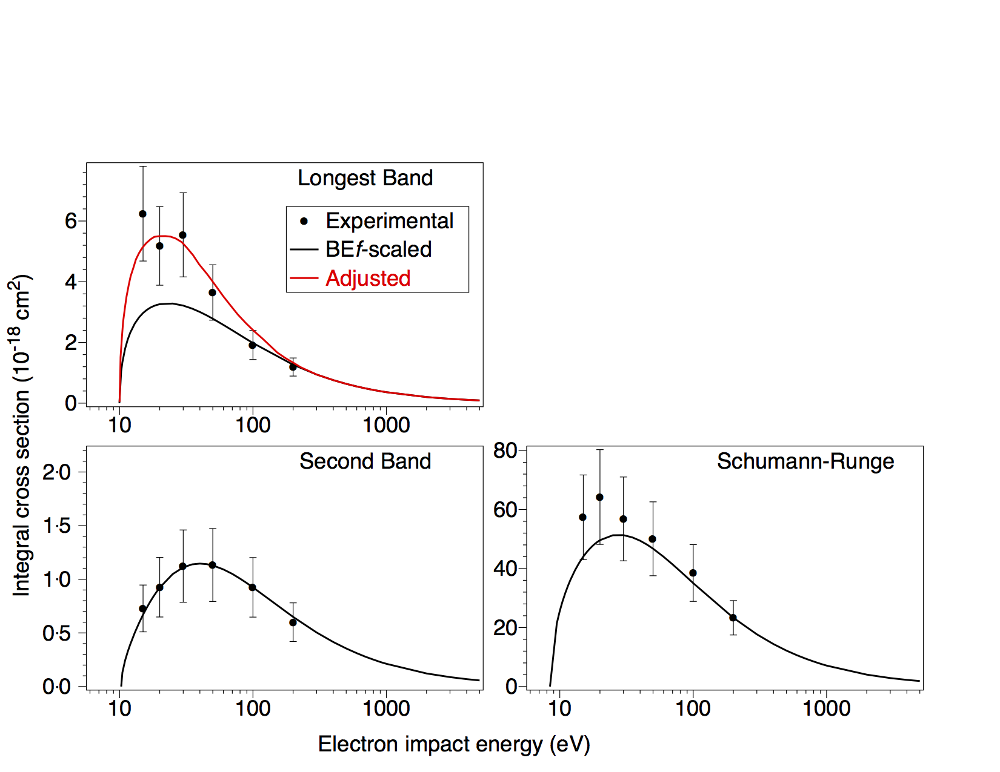 Integral cross section (10⁻¹⁸ cm²)
Longest Band
Experimental
BEf-scaled
Adjusted
6
4
2
0
10 100 1000
Second Band
2·0
1·5
1·0
0·5
0·0
10 100 1000
Schumann-Runge
80
60
40
20
0
10 100 1000
Electron impact energy (eV)